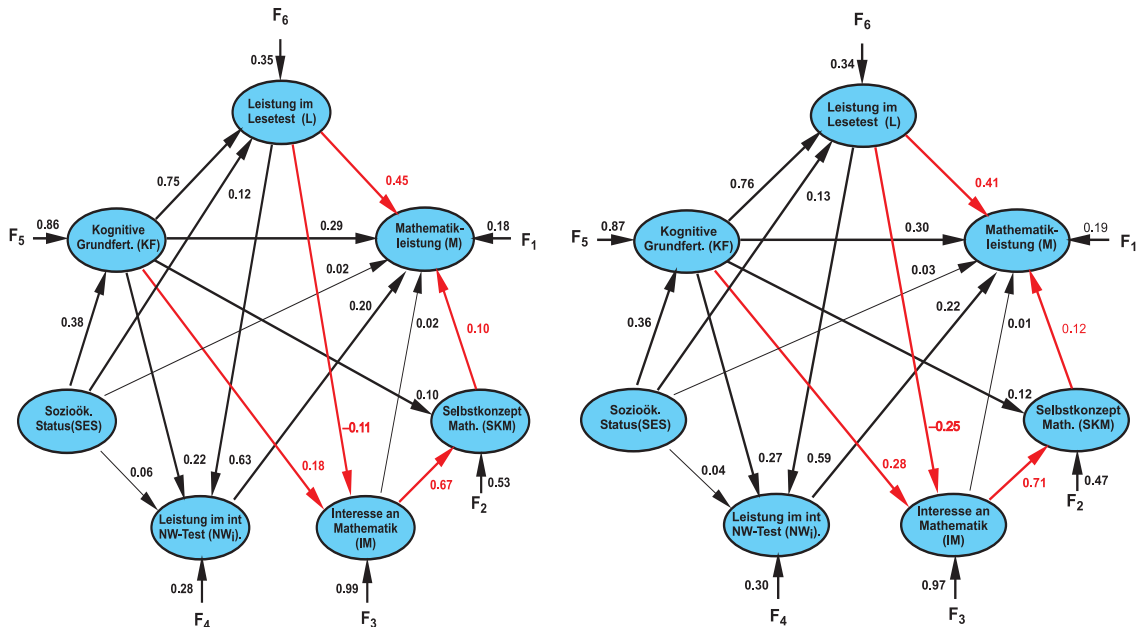 F6
0.35
Leistung im
Lesetest (L)
0.75
0.12
0.45
0.86
F5
Kognitive
Grundfert. (KF)
0.29
Mathematik-
leistung (M)
0.18
F1
0.02
0.38
0.20
0.02
0.10
Sozioök.
Status(SES)
0.10
Selbstkonzept
Math. (SKM)
–0.11
0.06
0.22
0.63
0.18
0.67
0.53
F2
Leistung im int
NW-Test (NWi).
Interesse an
Mathematik
(IM)
0.28
F4
0.99
F3
F6
0.34
Leistung im
Lesetest (L)
0.76
0.13
0.41
0.87
F5
Kognitive
Grundfert. (KF)
0.30
Mathematik-
leistung (M)
0.19
F1
0.03
0.36
0.22
0.01
0.12
Sozioök.
Status(SES)
0.12
Selbstkonzept
Math. (SKM)
–0.25
0.04
0.27
0.59
0.28
0.71
0.47
F2
Leistung im int
NW-Test (NWi).
Interesse an
Mathematik
(IM)
0.30
F4
0.97
F3